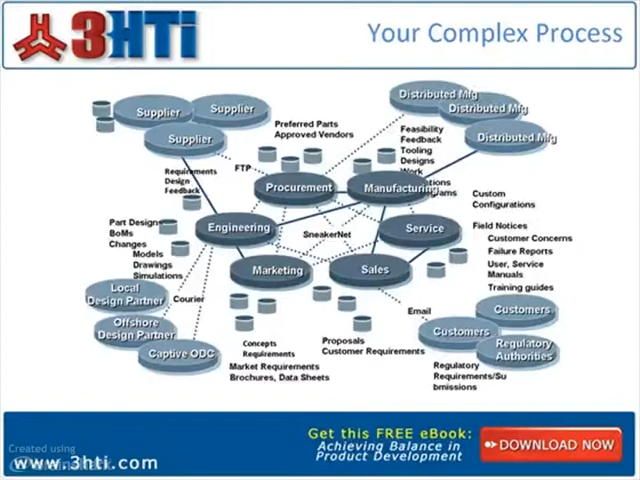 3HTi
Your Complex Process
Supplier
Supplier
Supplier
Distributed Mfg
Distributed Mfg
Distributed Mfg
Preferred Parts
Approved Vendors
Feasibility
Feedback
Tooling
Designs
Work
Requirements
Design
Feedback
FTP
Procurement
Manufacturing
Custom
Configurations
Part Designs
BoMs
Changes
Engineering
SneakerNet
Service
Field Notices
Customer Concerns
Failure Reports
User, Service
Manuals
Training guides
Models
Drawings
Simulations
Marketing
Sales
Local
Design Partner
Courier
Email
Offshore
Design Partner
Captive ODC
Customers
Customers
Regulatory
Authorities
Concepts
Requirements
Proposals
Customer Requirements
Market Requirements
Brochures, Data Sheets
Regulatory
Requirements/Su
bmissions
Get this FREE eBook:
Achieving Balance in
Product Development
DOWNLOAD NOW
Created using
www.3hti.com